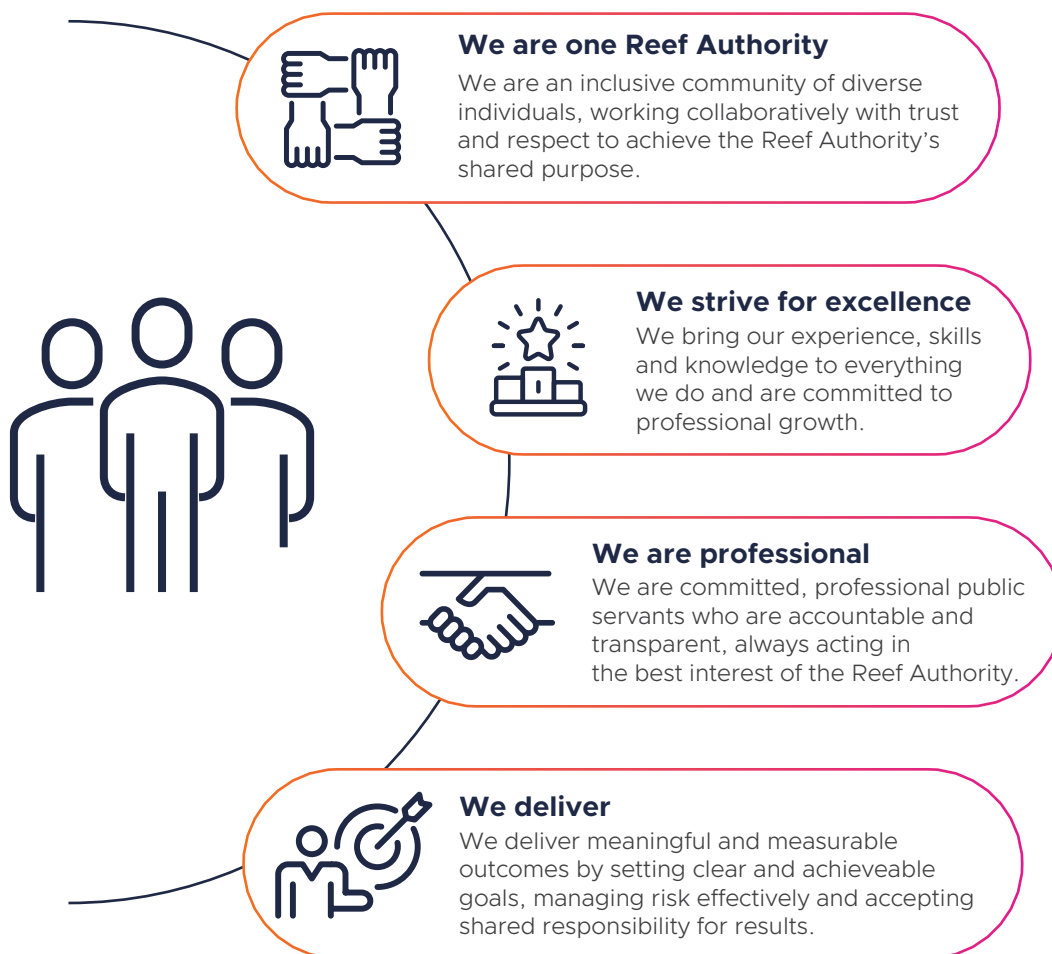 We are one Reef Authority
We are an inclusive community of diverse
individuals, working collaboratively with trust
and respect to achieve the Reef Authority’s
shared purpose.
We strive for excellence
We bring our experience, skills
and knowledge to everything
we do and are committed to
professional growth.
We are professional
We are committed, professional public
servants who are accountable and
transparent, always acting in
the best interest of the Reef Authority.
We deliver
We deliver meaningful and measurable
outcomes by setting clear and achieveable
goals, managing risk effectively and accepting
shared responsibility for results.